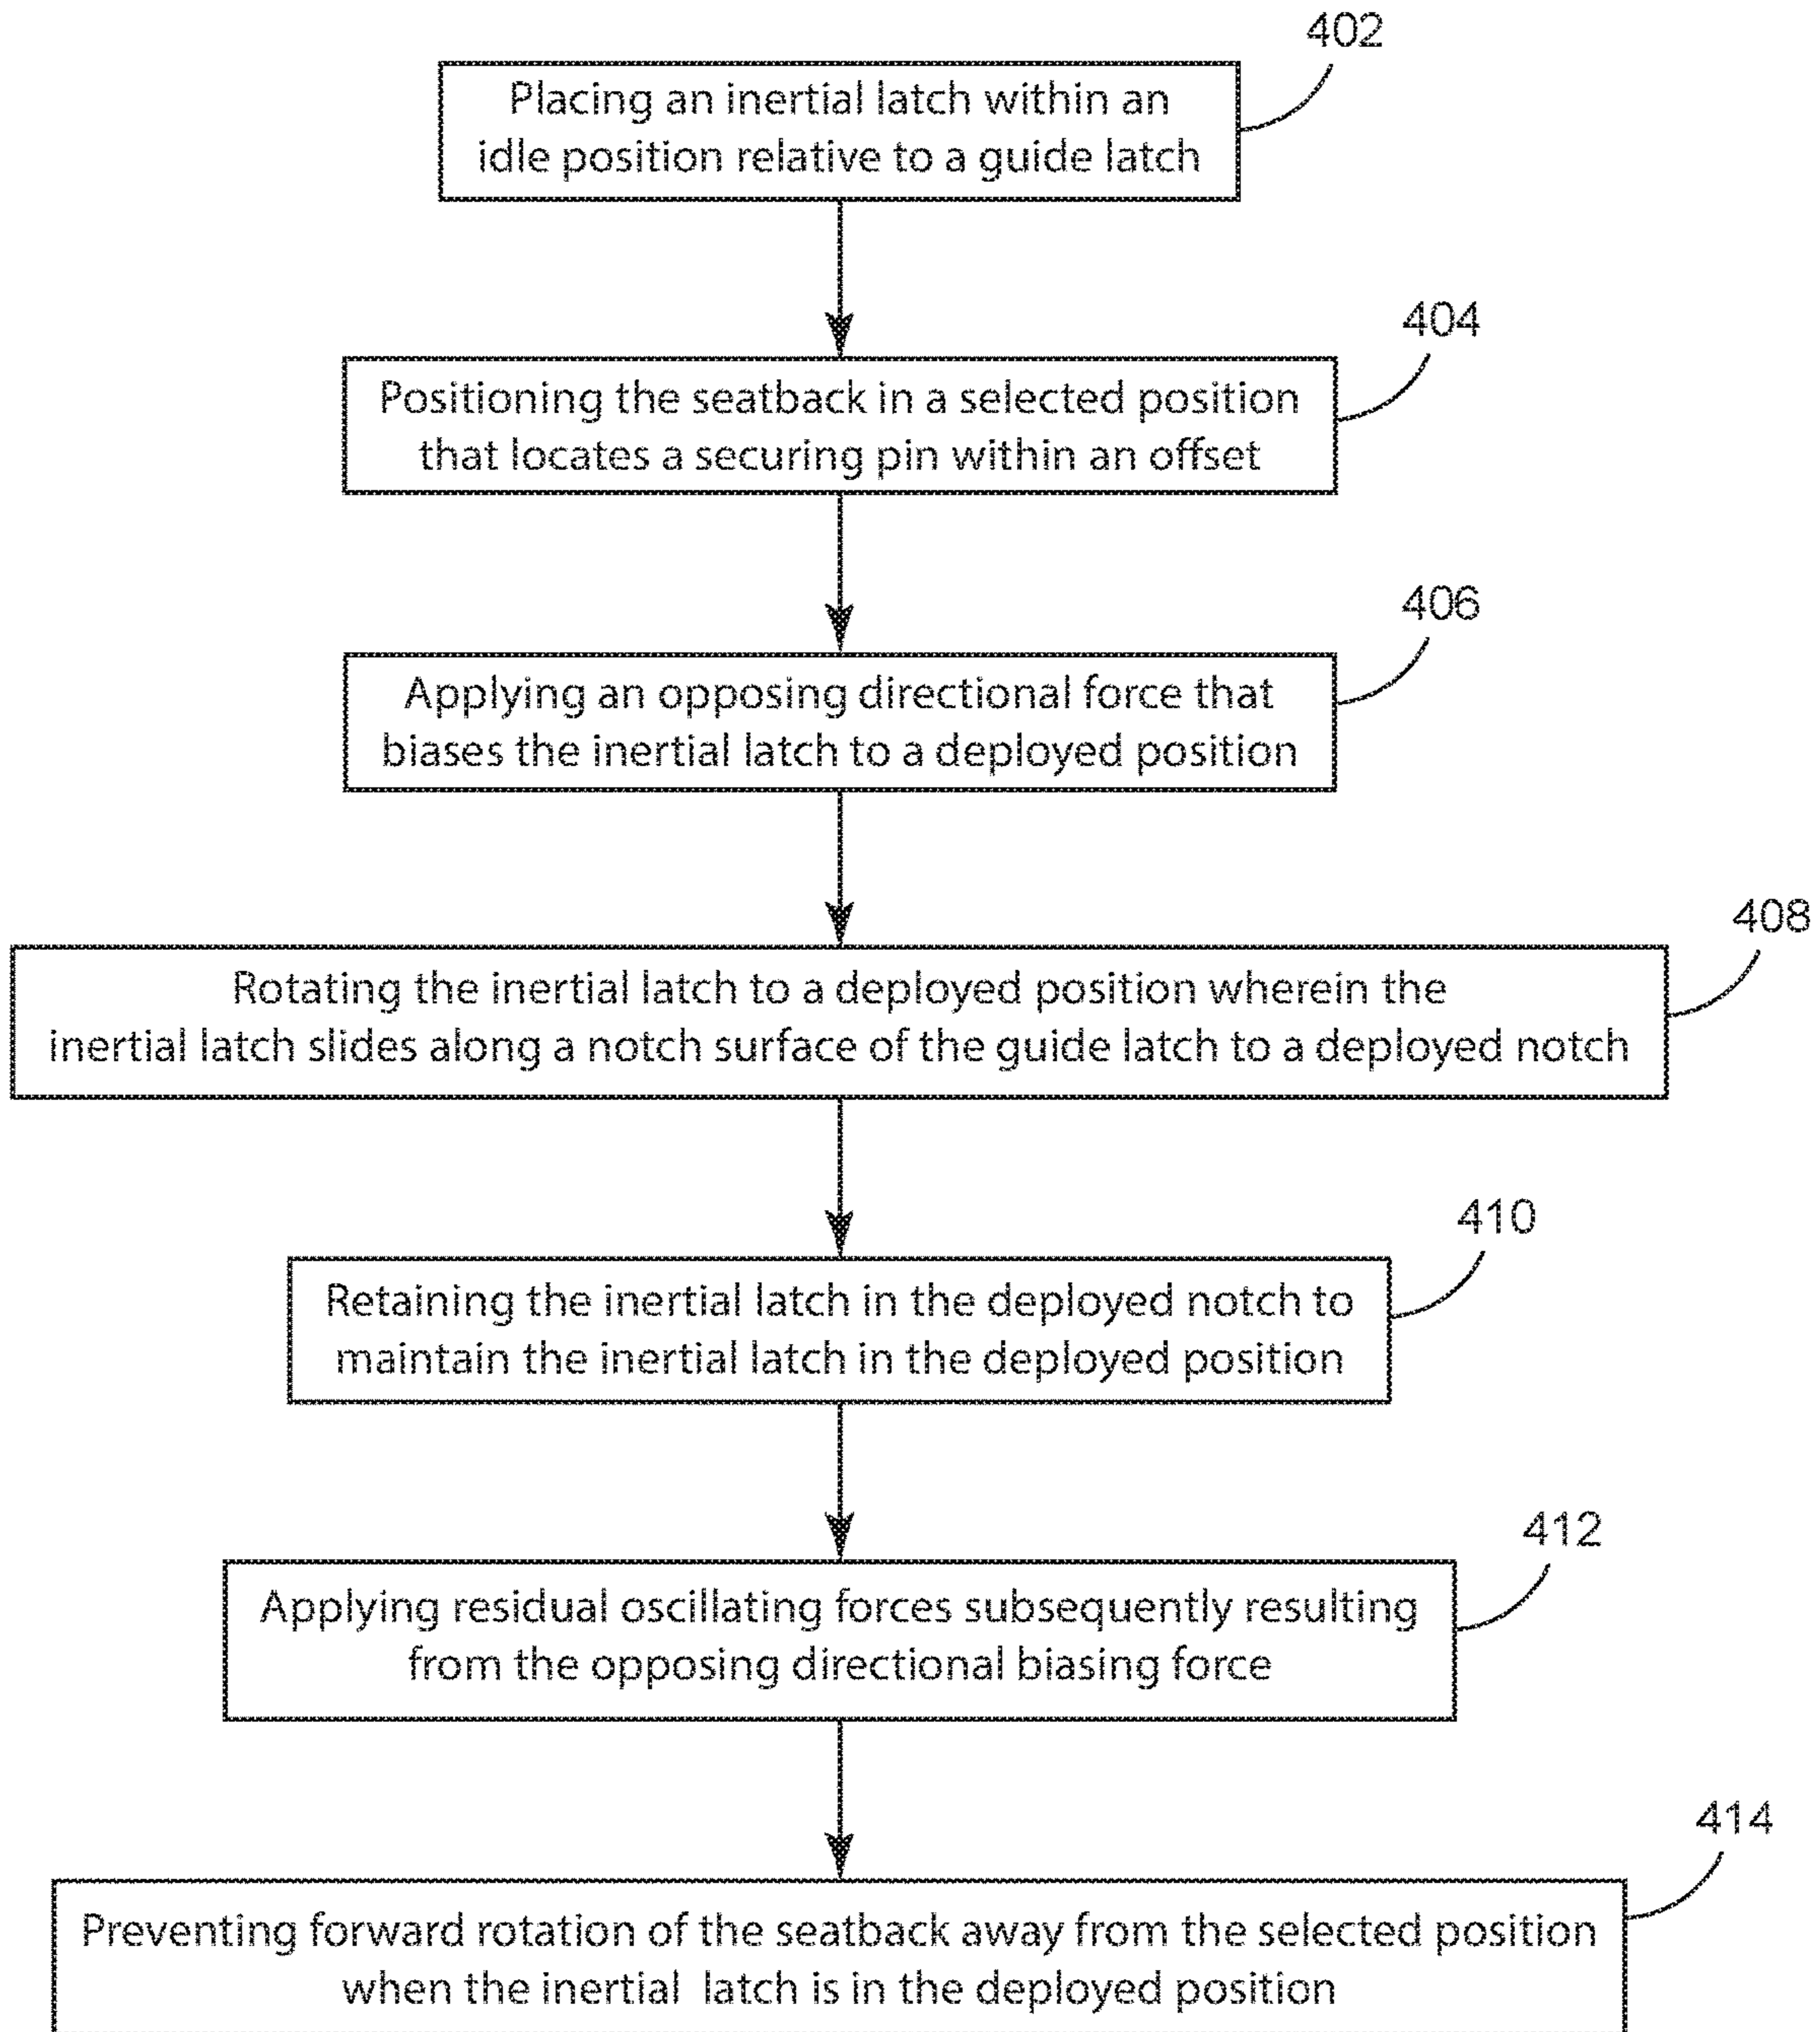 402
Placing an inertial latch within an
idle position relative to a guide latch
404
Positioning the seatback in a selected position
that locates a securing pin within an offset
406
Applying an opposing directional force that
biases the inertial latch to a deployed position
408
Rotating the inertial latch to a deployed position wherein the
inertial latch slides along a notch surface of the guide latch to a deployed notch
410
Retaining the inertial latch in the deployed notch to
maintain the inertial latch in the deployed position
412
Applying residual oscillating forces subsequently resulting
from the opposing directional biasing force
414
Preventing forward rotation of the seatback away from the selected position
when the inertial latch is in the deployed position